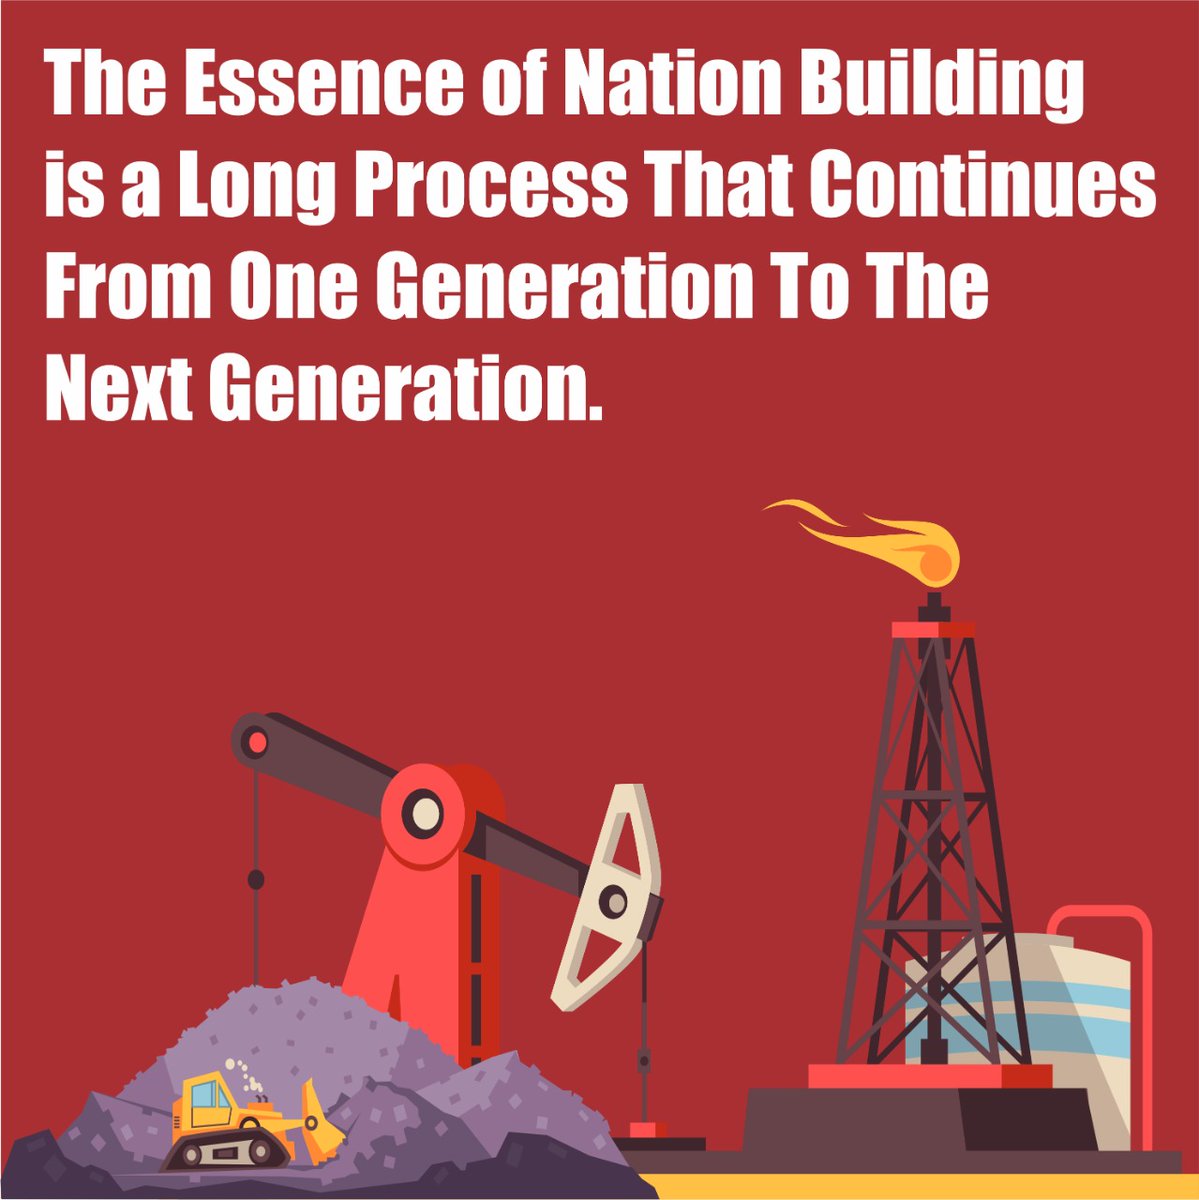 The Essence of Nation Building
is a Long Process That Continues
From One Generation To The
Next Generation.